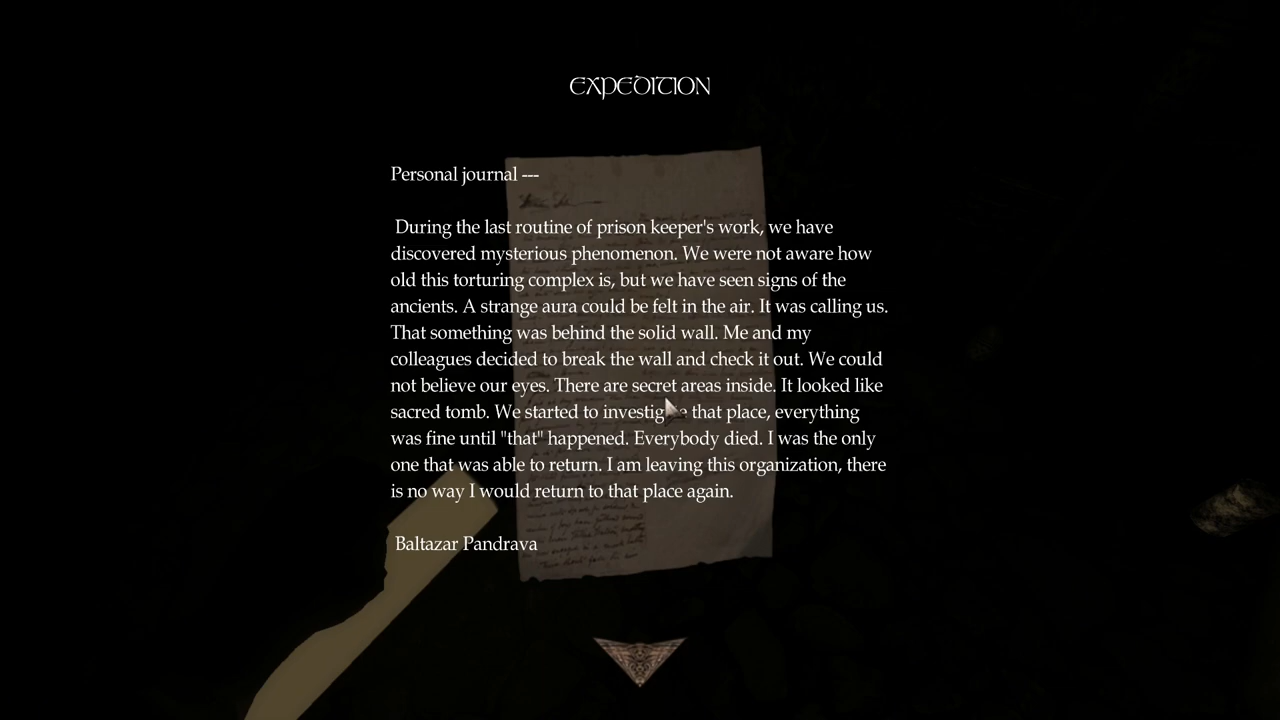 EXPEDITION
Personal journal ---
During the last routine of prison keeper's work, we have
discovered mysterious phenomenon. We were not aware how
old this torturing complex is, but we have seen signs of the
ancients. A strange aura could be felt in the air. It was calling us.
That something was behind the solid wall. Me and my
colleagues decided to break the wall and check it out. We could
not believe our eyes. There are secret areas inside. It looked like
sacred tomb. We started to investigate that place, everything
was fine until "that" happened. Everybody died. I was the only
one that was able to return. I am leaving this organization, there
is no way I would return to that place again.
Baltazar Pandrava